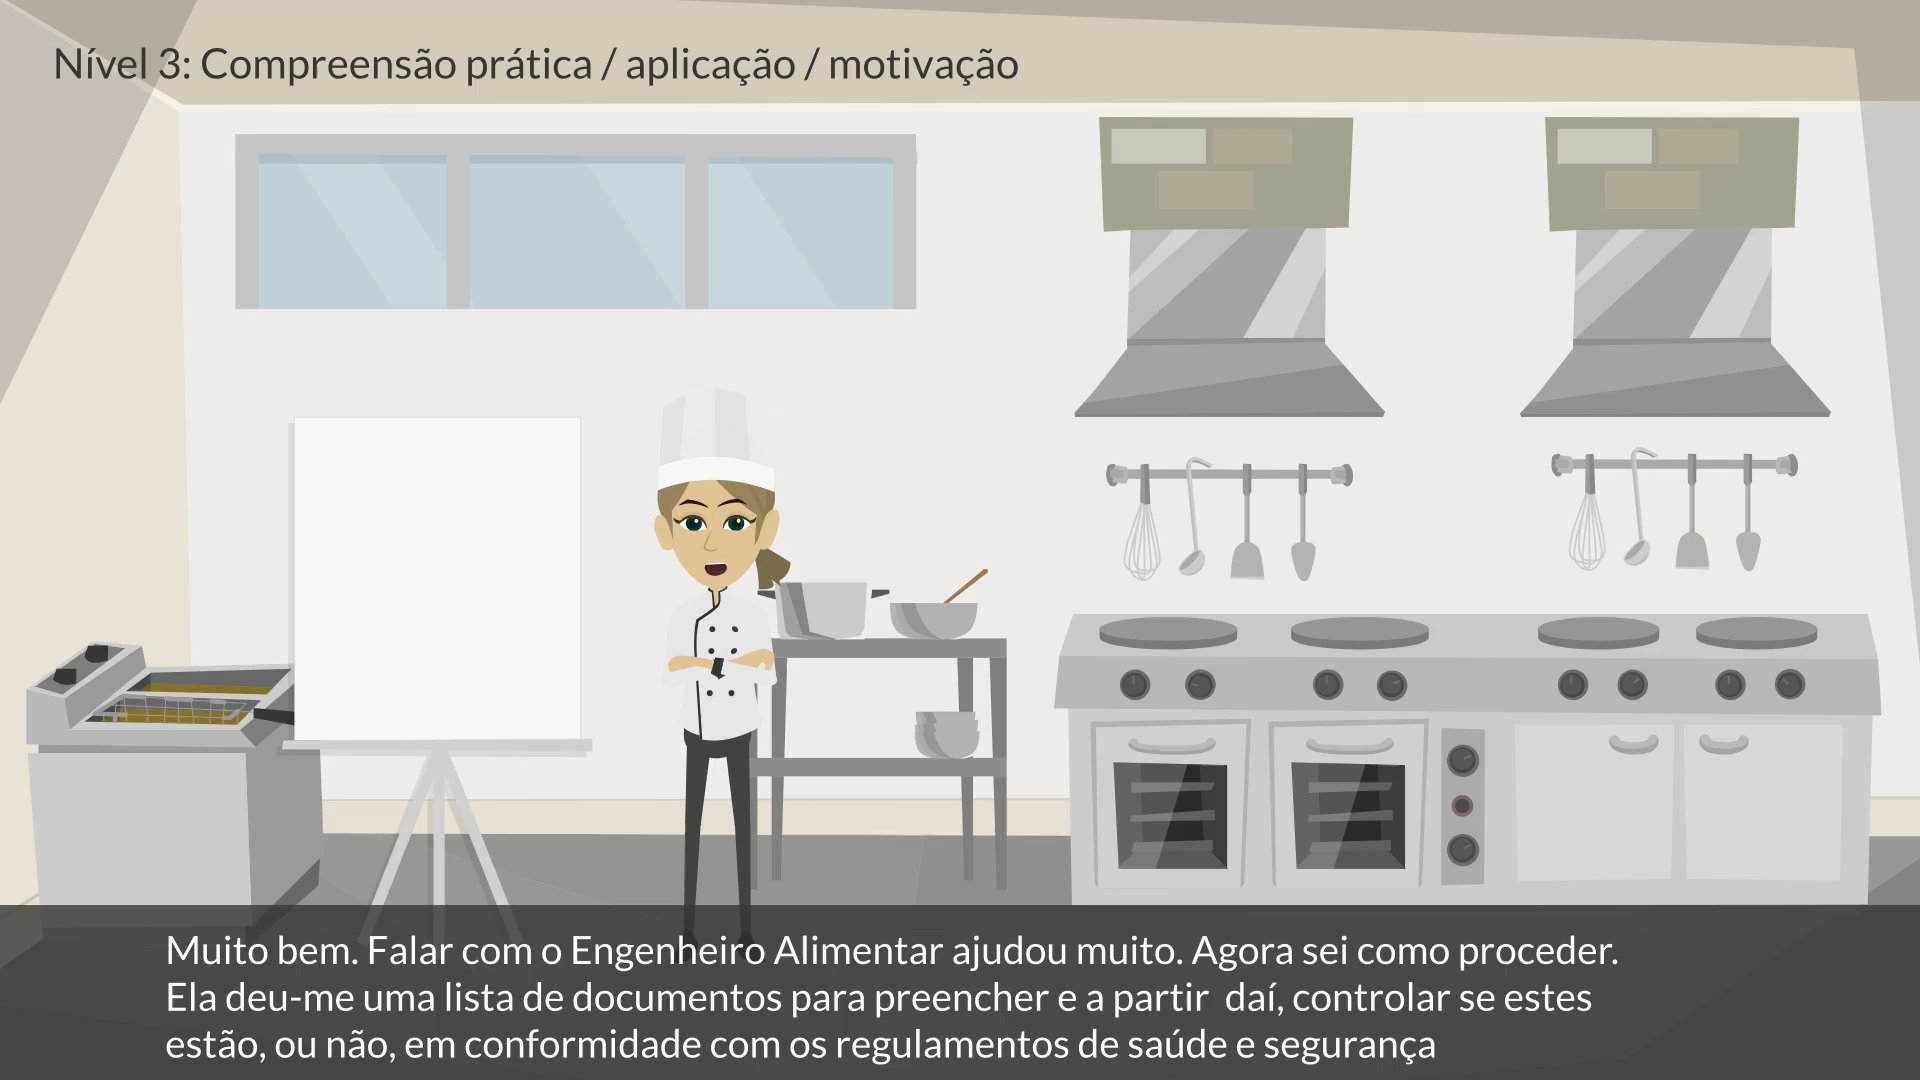 Nível 3: Compreensão prática / aplicação / motivação
Muito bem. Falar com o Engenheiro Alimentar ajudou muito. Agora sei como proceder.
Ela deu-me uma lista de documentos para preencher e a partir  daí, controlar se estes
estão, ou não, em conformidade com os regulamentos de saúde e segurança